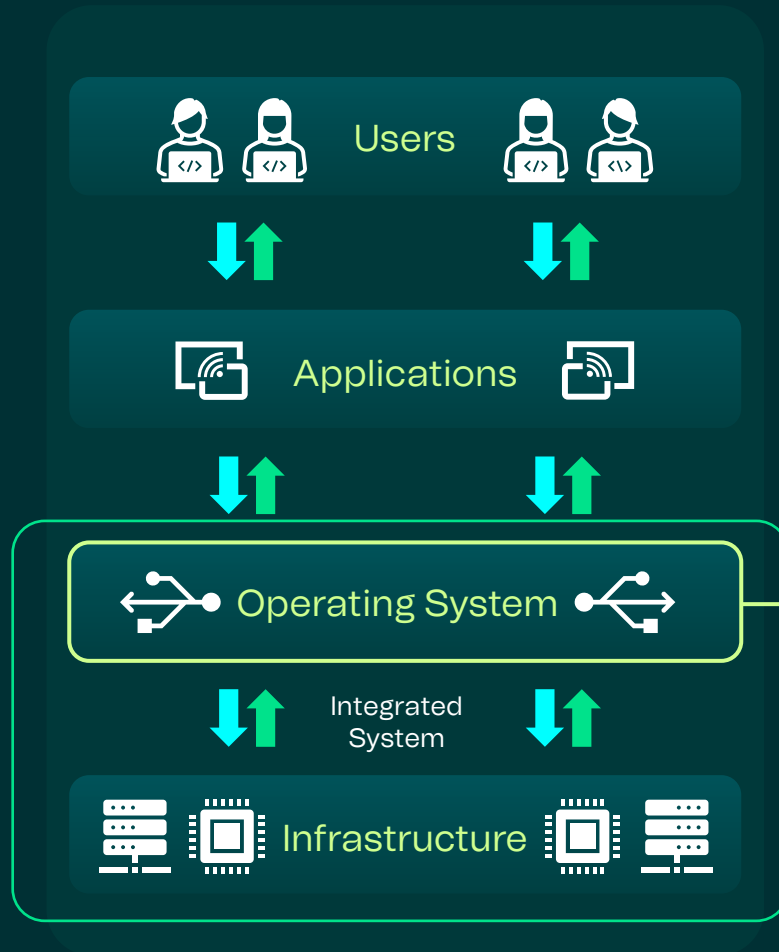 Users
</>
</>
</>
<\>
Applications
Operating System
Integrated
System
Infrastructure